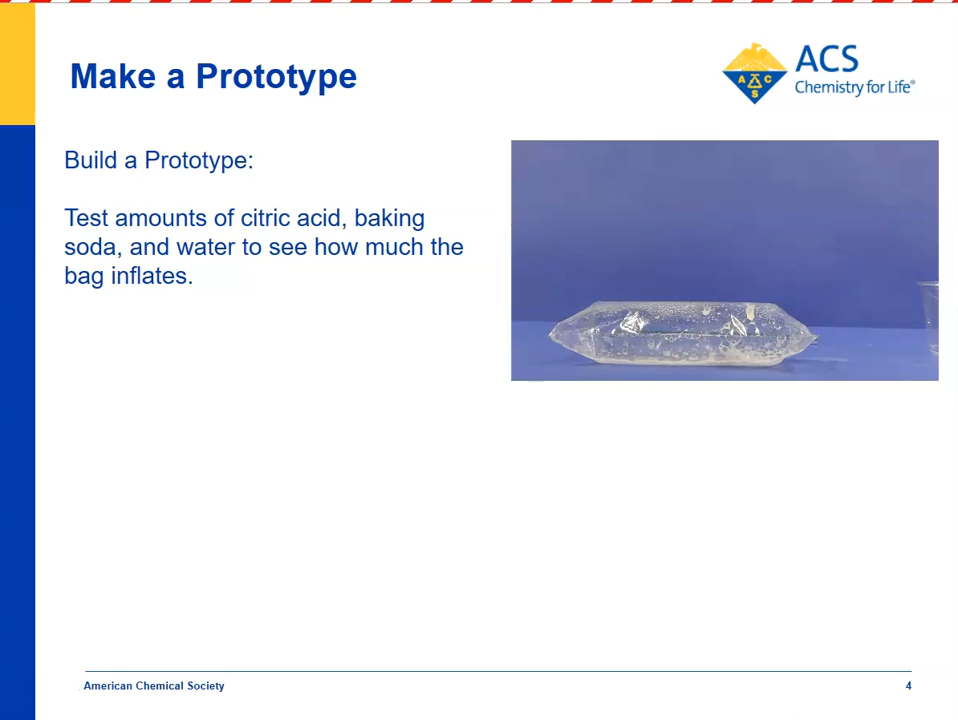 Make a Prototype
ACS
Chemistry for Life®
A C
S
Build a Prototype:
Test amounts of citric acid, baking
soda, and water to see how much the
bag inflates.
American Chemical Society
4